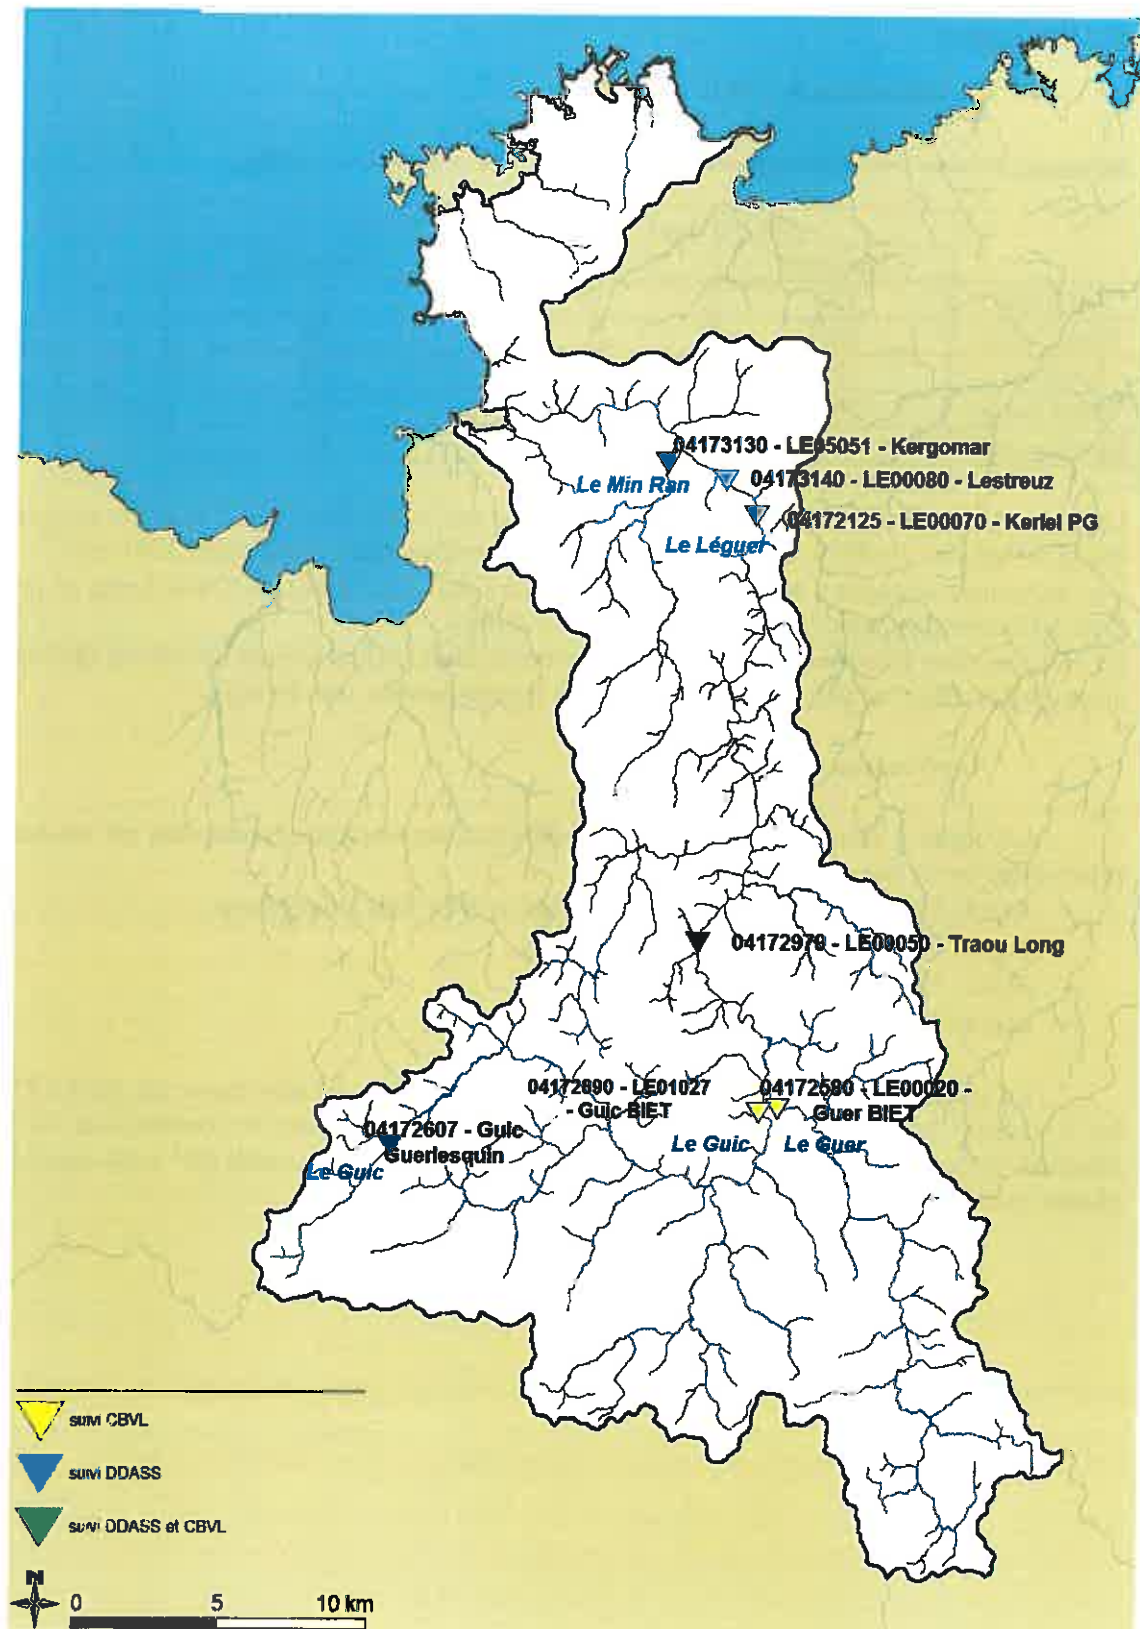 04173130 - LE05051 - Kergomar
Le Min Ran
04173140 - LE00080 - Lestreuz
04172125 - LE00070 - Keriel PG
Le Léguer
04172979 - LE00050 - Traou Long
04172690 - LE01027
- Guic BIET
04172580 - LE00020 -
Guer BIET
04172607 - Guic
Guerlesquin
Le Guic
Le Guer
Le Guic
suivi CBVL
suivi DDASS
suivi DDASS et CBVL
N
0 5 10 km